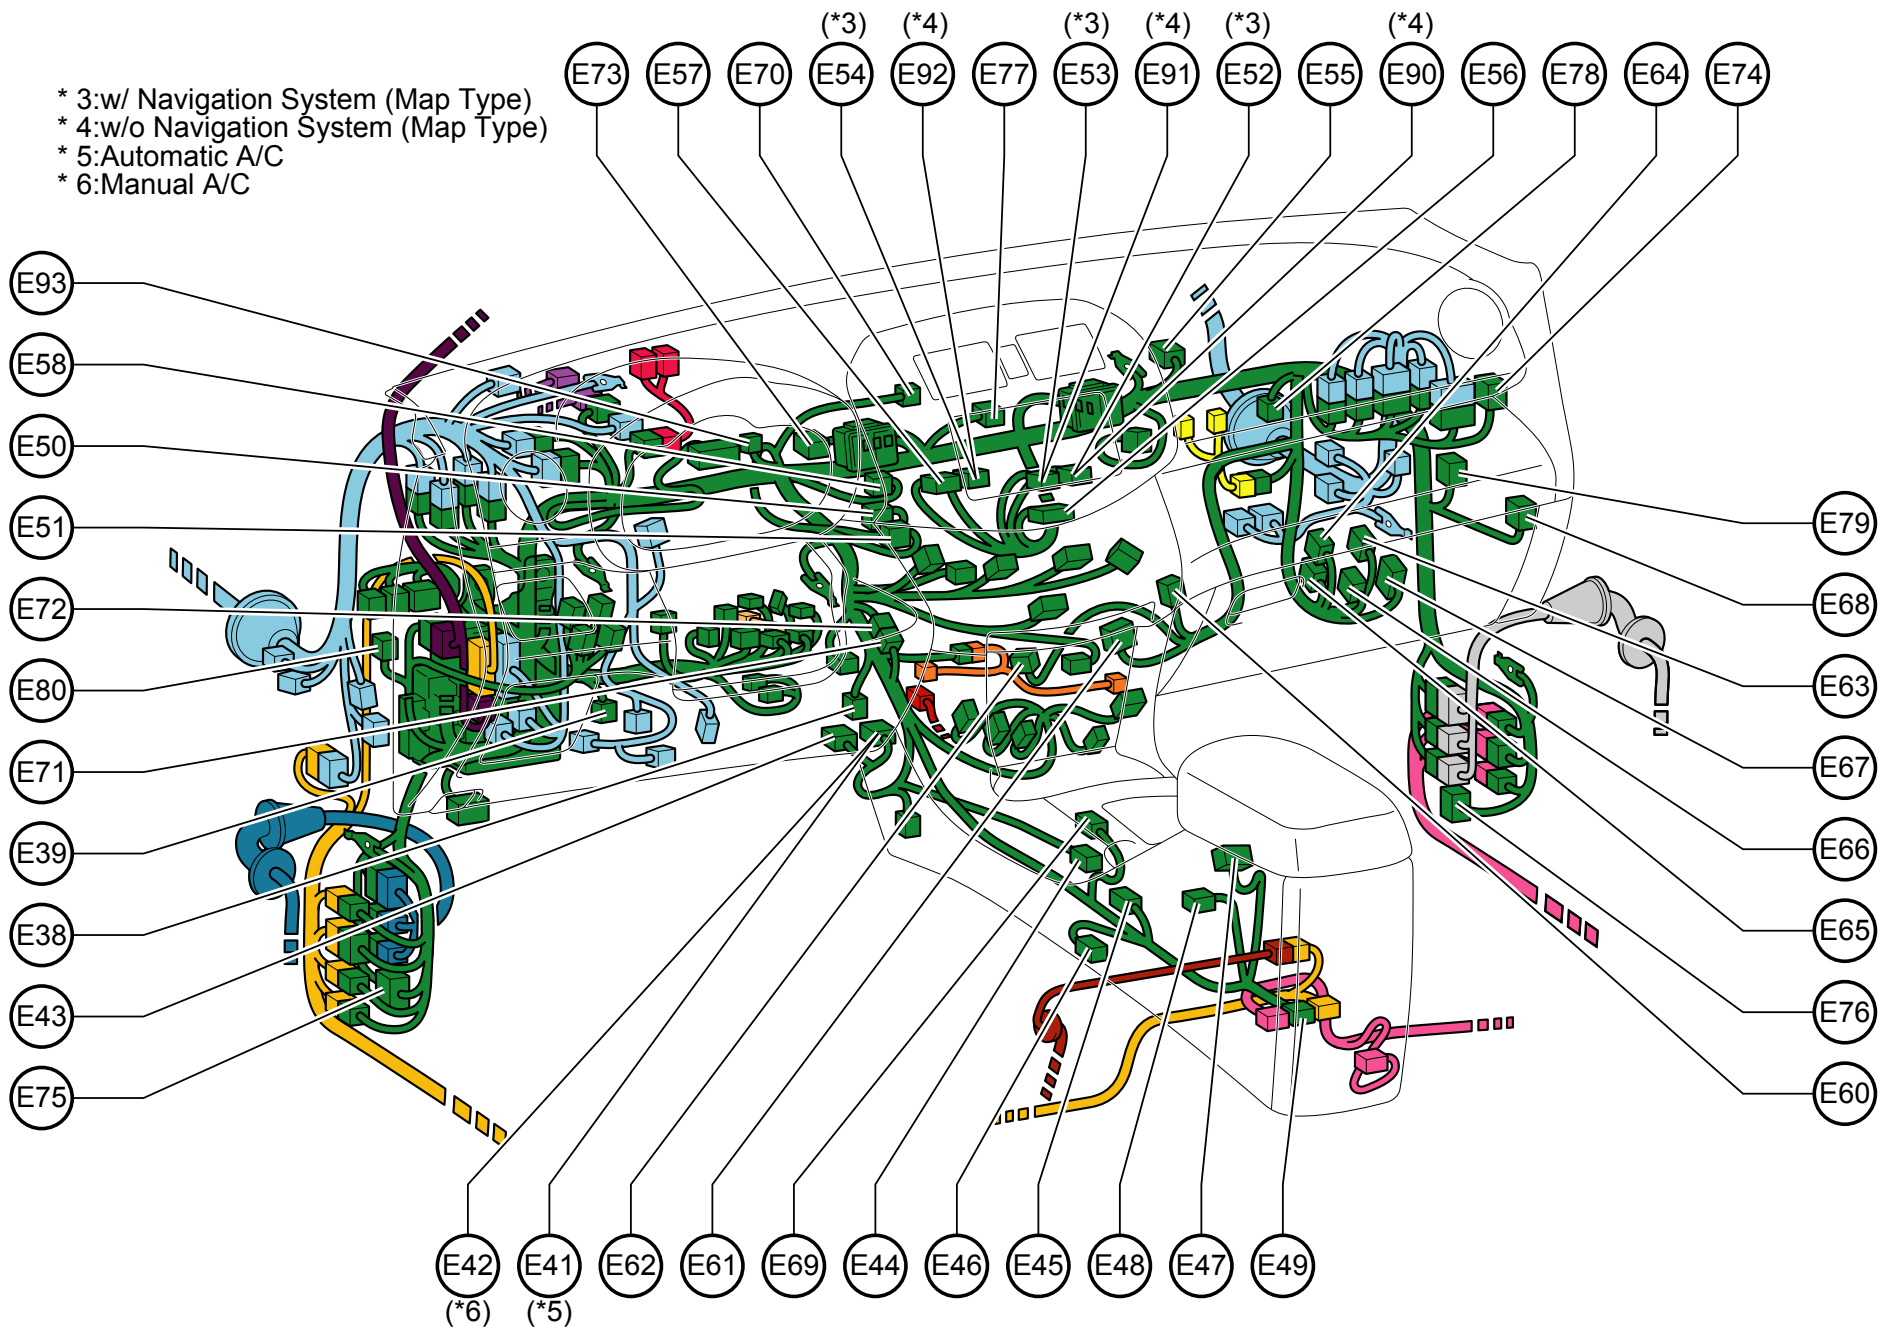 (*3) (*4) (*3) (*4) (*3) (*4)
E73 E57 E70 E54 E92 E77 E53 E91 E52 E55 E90 E56 E78 E64 E74
* 3:w/ Navigation System (Map Type)
* 4:w/o Navigation System (Map Type)
* 5:Automatic A/C
* 6:Manual A/C
E93
E58
E50
E51
E72
E80
E71
E39
E38
E43
E75
E79
E68
E63
E67
E66
E65
E76
E60
E42 E41 E62 E61 E69 E44 E46 E45 E48 E47 E49
(*6) (*5)